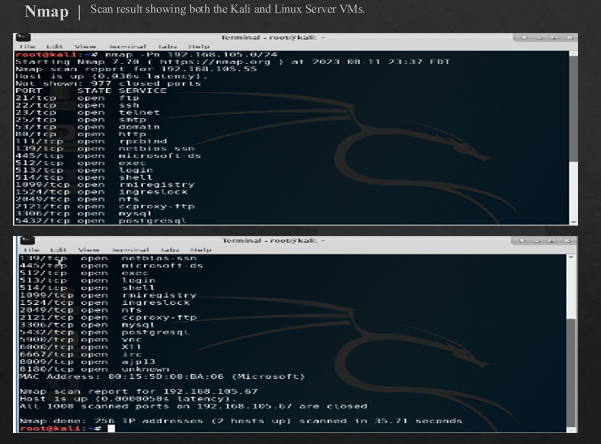 Nmap | Scan result showing both the Kali and Linux Server VMs.
Terminal - root@kali: ~
File Edit View Terminal Tabs Help
root@kali:~# nmap -Pn 192.168.105.0/24
Starting Nmap 7.70 ( https://nmap.org ) at 2023-08-11 23:37 EDT
Nmap scan report for 192.168.105.55
Host is up (0.036s latency).
Not shown: 977 closed ports
PORT STATE SERVICE
21/tcp open ftp
22/tcp open ssh
23/tcp open telnet
25/tcp open smtp
53/tcp open domain
80/tcp open http
111/tcp open rpcbind
139/tcp open netbios-ssn
445/tcp open microsoft-ds
512/tcp open exec
513/tcp open login
514/tcp open shell
1099/tcp open rmiregistry
1524/tcp open ingreslock
2049/tcp open nfs
2121/tcp open ccproxy-ftp
3306/tcp open mysql
5432/tcp open postgresql
Terminal - root@kali: ~
File Edit View Terminal Tabs Help
139/tcp open netbios-ssn
445/tcp open microsoft-ds
512/tcp open exec
513/tcp open login
514/tcp open shell
1099/tcp open rmiregistry
1524/tcp open ingreslock
2049/tcp open nfs
2121/tcp open ccproxy-ftp
3306/tcp open mysql
5432/tcp open postgresql
5900/tcp open vnc
6000/tcp open X11
6667/tcp open irc
8009/tcp open ajp13
8180/tcp open unknown
MAC Address: 00:15:5D:00:BA:06 (Microsoft)
Nmap scan report for 192.168.105.67
Host is up (0.0000050s latency).
All 1000 scanned ports on 192.168.105.67 are closed
Nmap done: 256 IP addresses (2 hosts up) scanned in 35.71 seconds
root@kali:~#